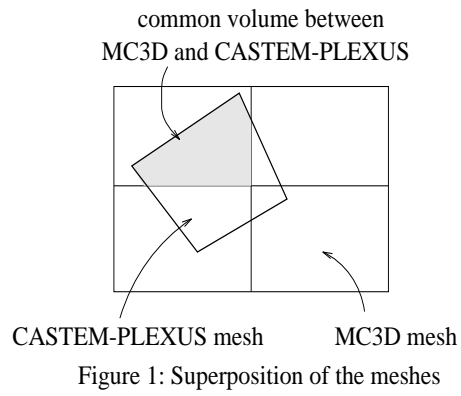 common volume between
MC3D and CASTEM-PLEXUS
CASTEM-PLEXUS mesh
MC3D mesh
Figure 1: Superposition of the meshes